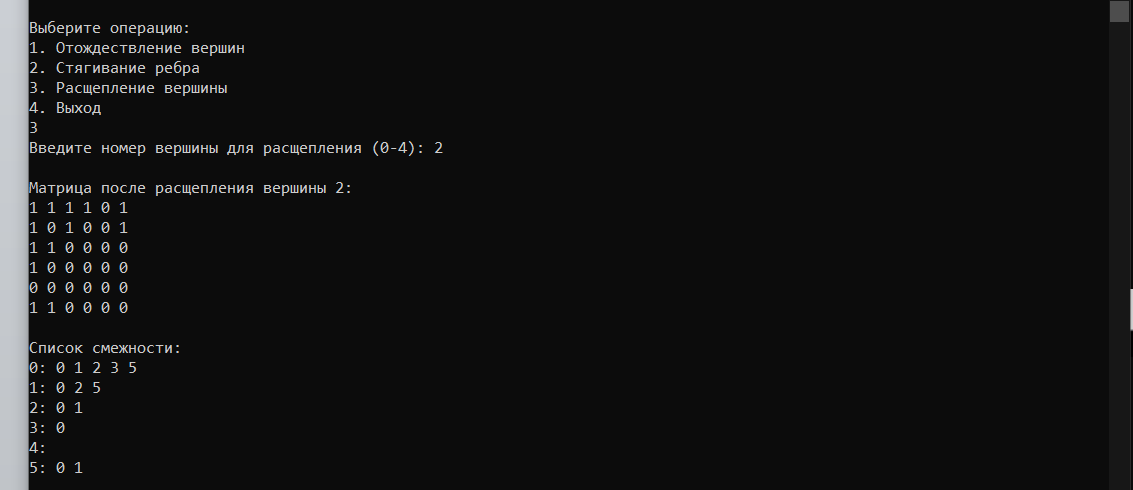 Выберите операцию:
1. Отождествление вершин
2. Стягивание ребра
3. Расщепление вершины
4. Выход
3
Введите номер вершины для расщепления (0-4): 2
Матрица после расщепления вершины 2:
1 1 1 1 0 1
1 0 1 0 0 1
1 1 0 0 0 0
1 0 0 0 0 0
0 0 0 0 0 0
1 1 0 0 0 0
Список смежности:
0: 0 1 2 3 5
1: 0 2 5
2: 0 1
3: 0
4:
5: 0 1